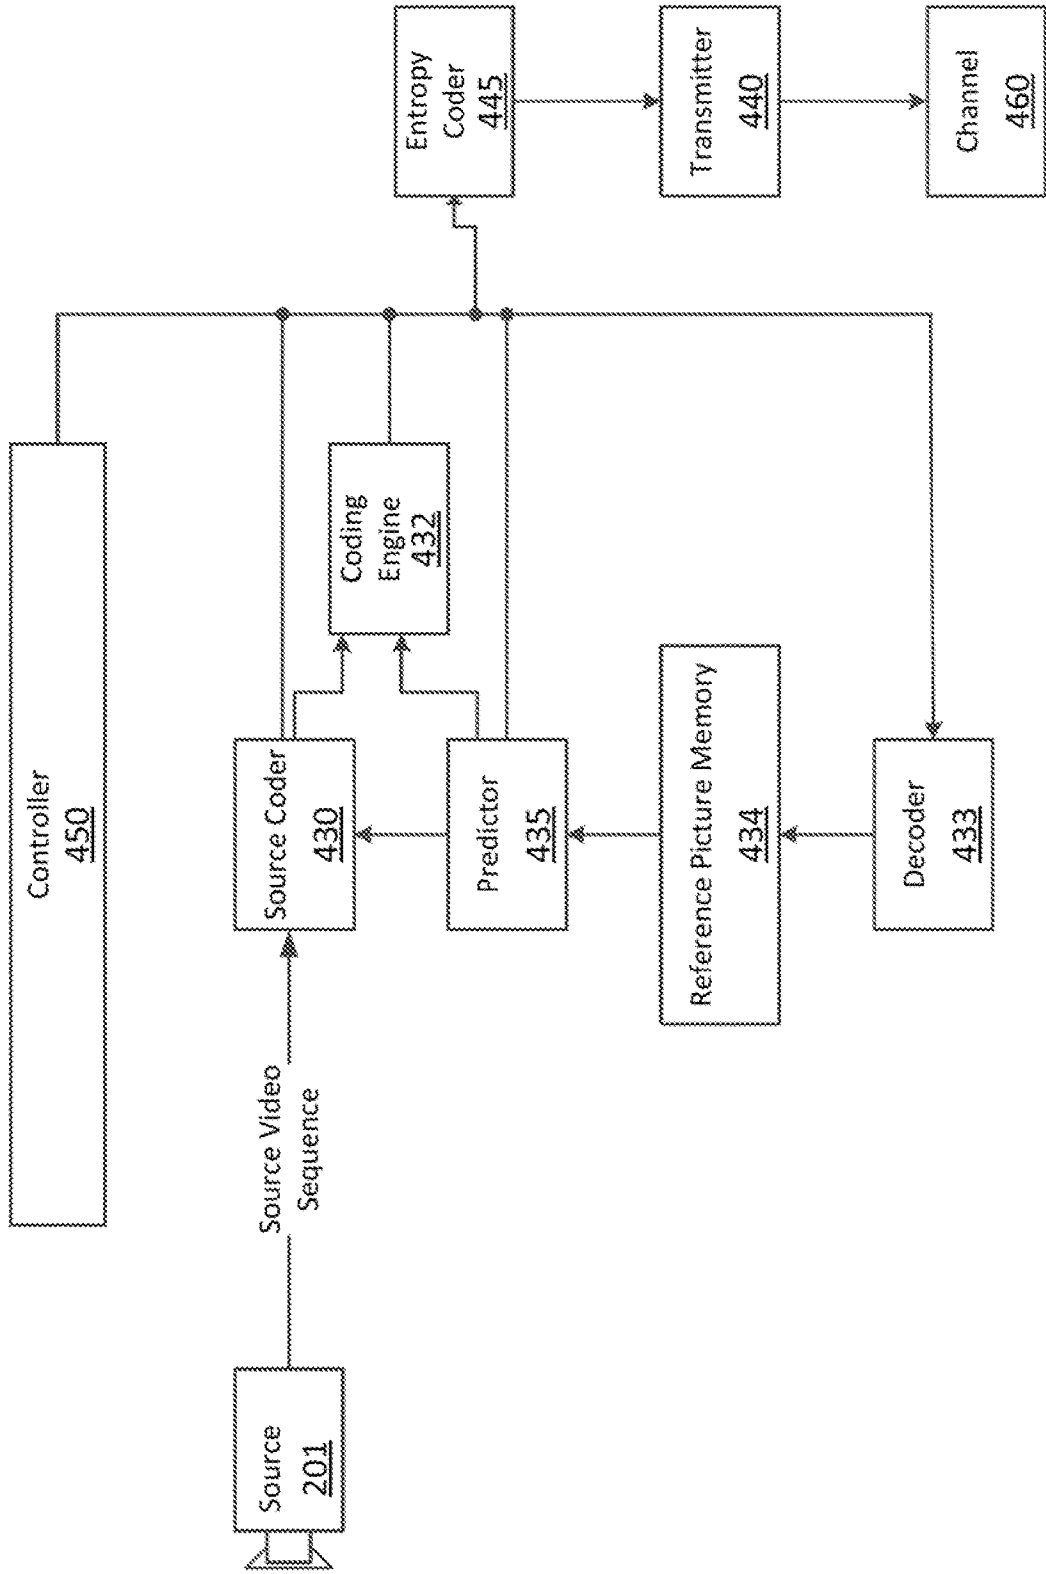 Controller
450
Source
201
Source Video
Sequence
Source Coder
430
Coding
Engine
432
Predictor
435
Reference Picture Memory
434
Decoder
433
Entropy
Coder
445
Transmitter
440
Channel
460